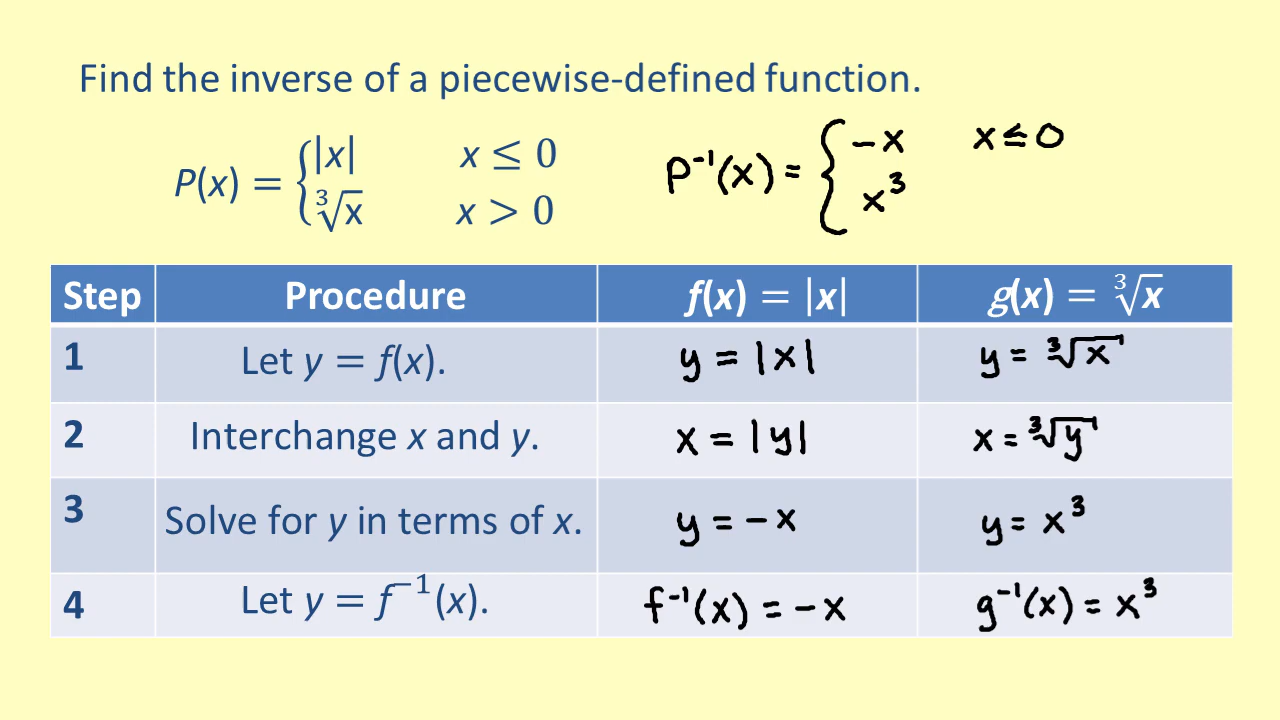 Find the inverse of a piecewise-defined function.
P(x) = { |x| x ≤ 0
∛x x > 0
P⁻¹(x) = { -x x ≤ 0
x³
Step Procedure f(x) = |x| g(x) = ∛x
1 Let y = f(x). y = |x| y = ∛x
2 Interchange x and y. x = |y| x = ∛y
3 Solve for y in terms of x. y = -x y = x³
4 Let y = f⁻¹(x). f⁻¹(x) = -x g⁻¹(x) = x³